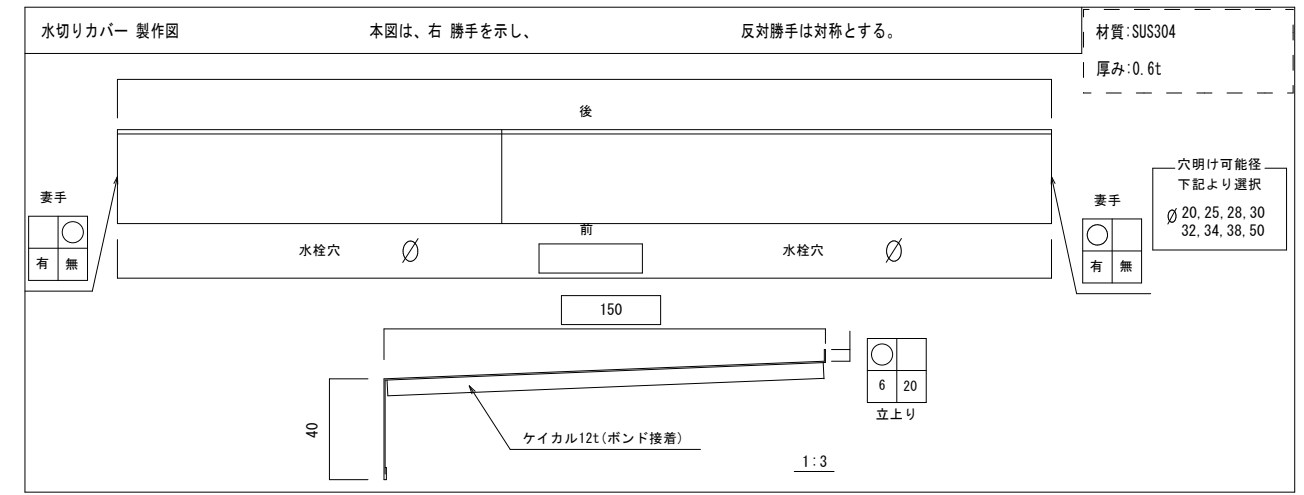 水切りカバー 製作図
本図は、右 勝手を示し、
反対勝手は対称とする。
材質:SUS304
厚み:0.6t
後
妻手
有 無
前
水栓穴 Ø
水栓穴 Ø
妻手
有 無
穴明け可能径
下記より選択
Ø 20, 25, 28, 30
32, 34, 38, 50
150
40
ケイカル12t(ボンド接着)
6 20
立上り
1:3